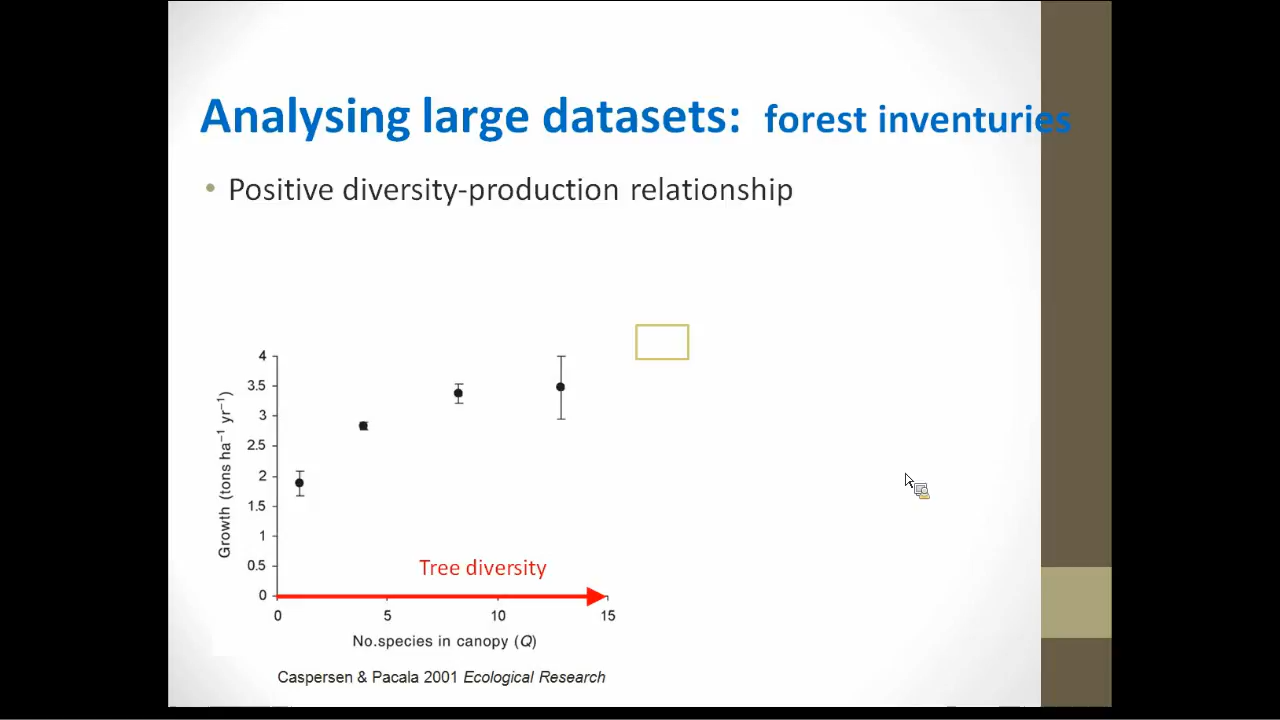 Analysing large datasets: forest inventuries
• Positive diversity-production relationship
4
3.5
3
2.5
2
1.5
1
0.5
0
Growth (tons ha⁻¹ yr⁻¹)
Tree diversity
0 5 10 15
No.species in canopy (Q)
Caspersen & Pacala 2001 Ecological Research